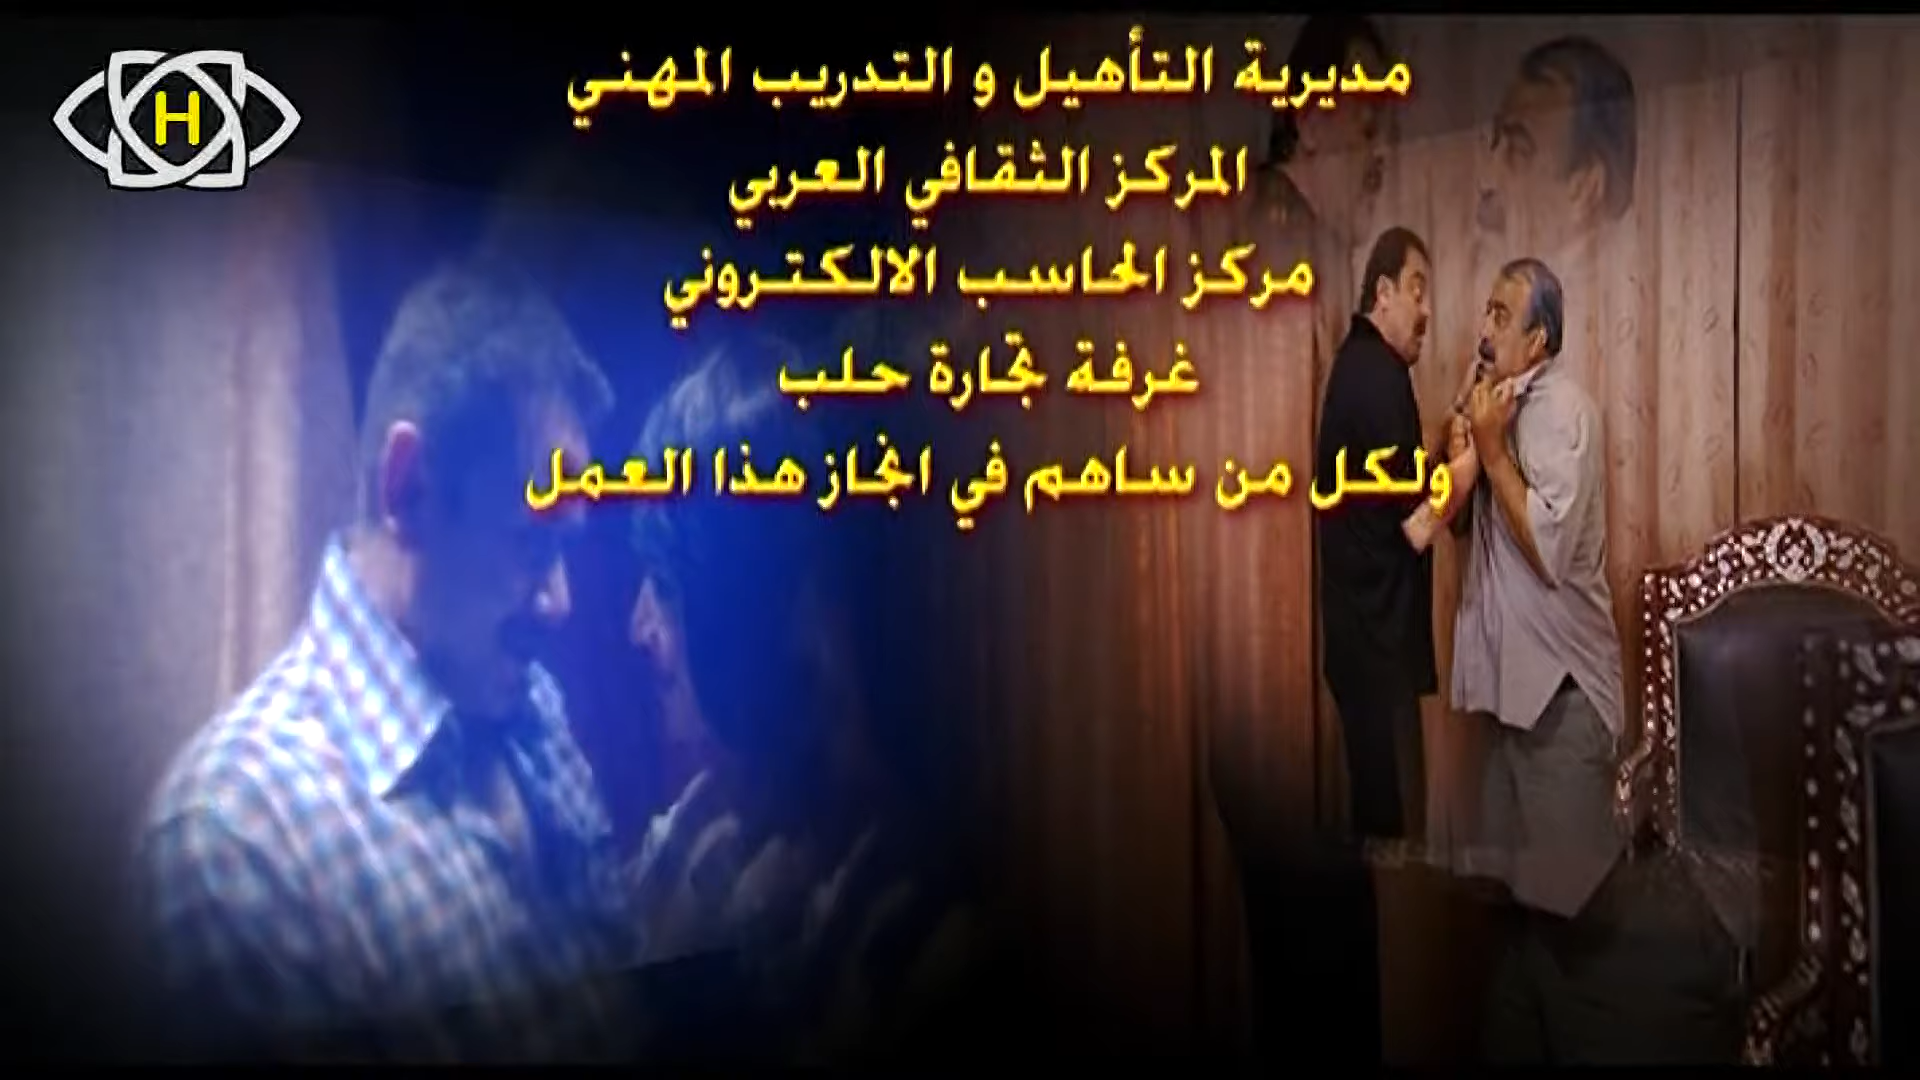 H
مديرية التأهيل و التدريب المهني
المركز الثقافي العربي
مركز الحاسب الالكتروني
غرفة تجارة حلب
ولكل من ساهم في انجاز هذا العمل